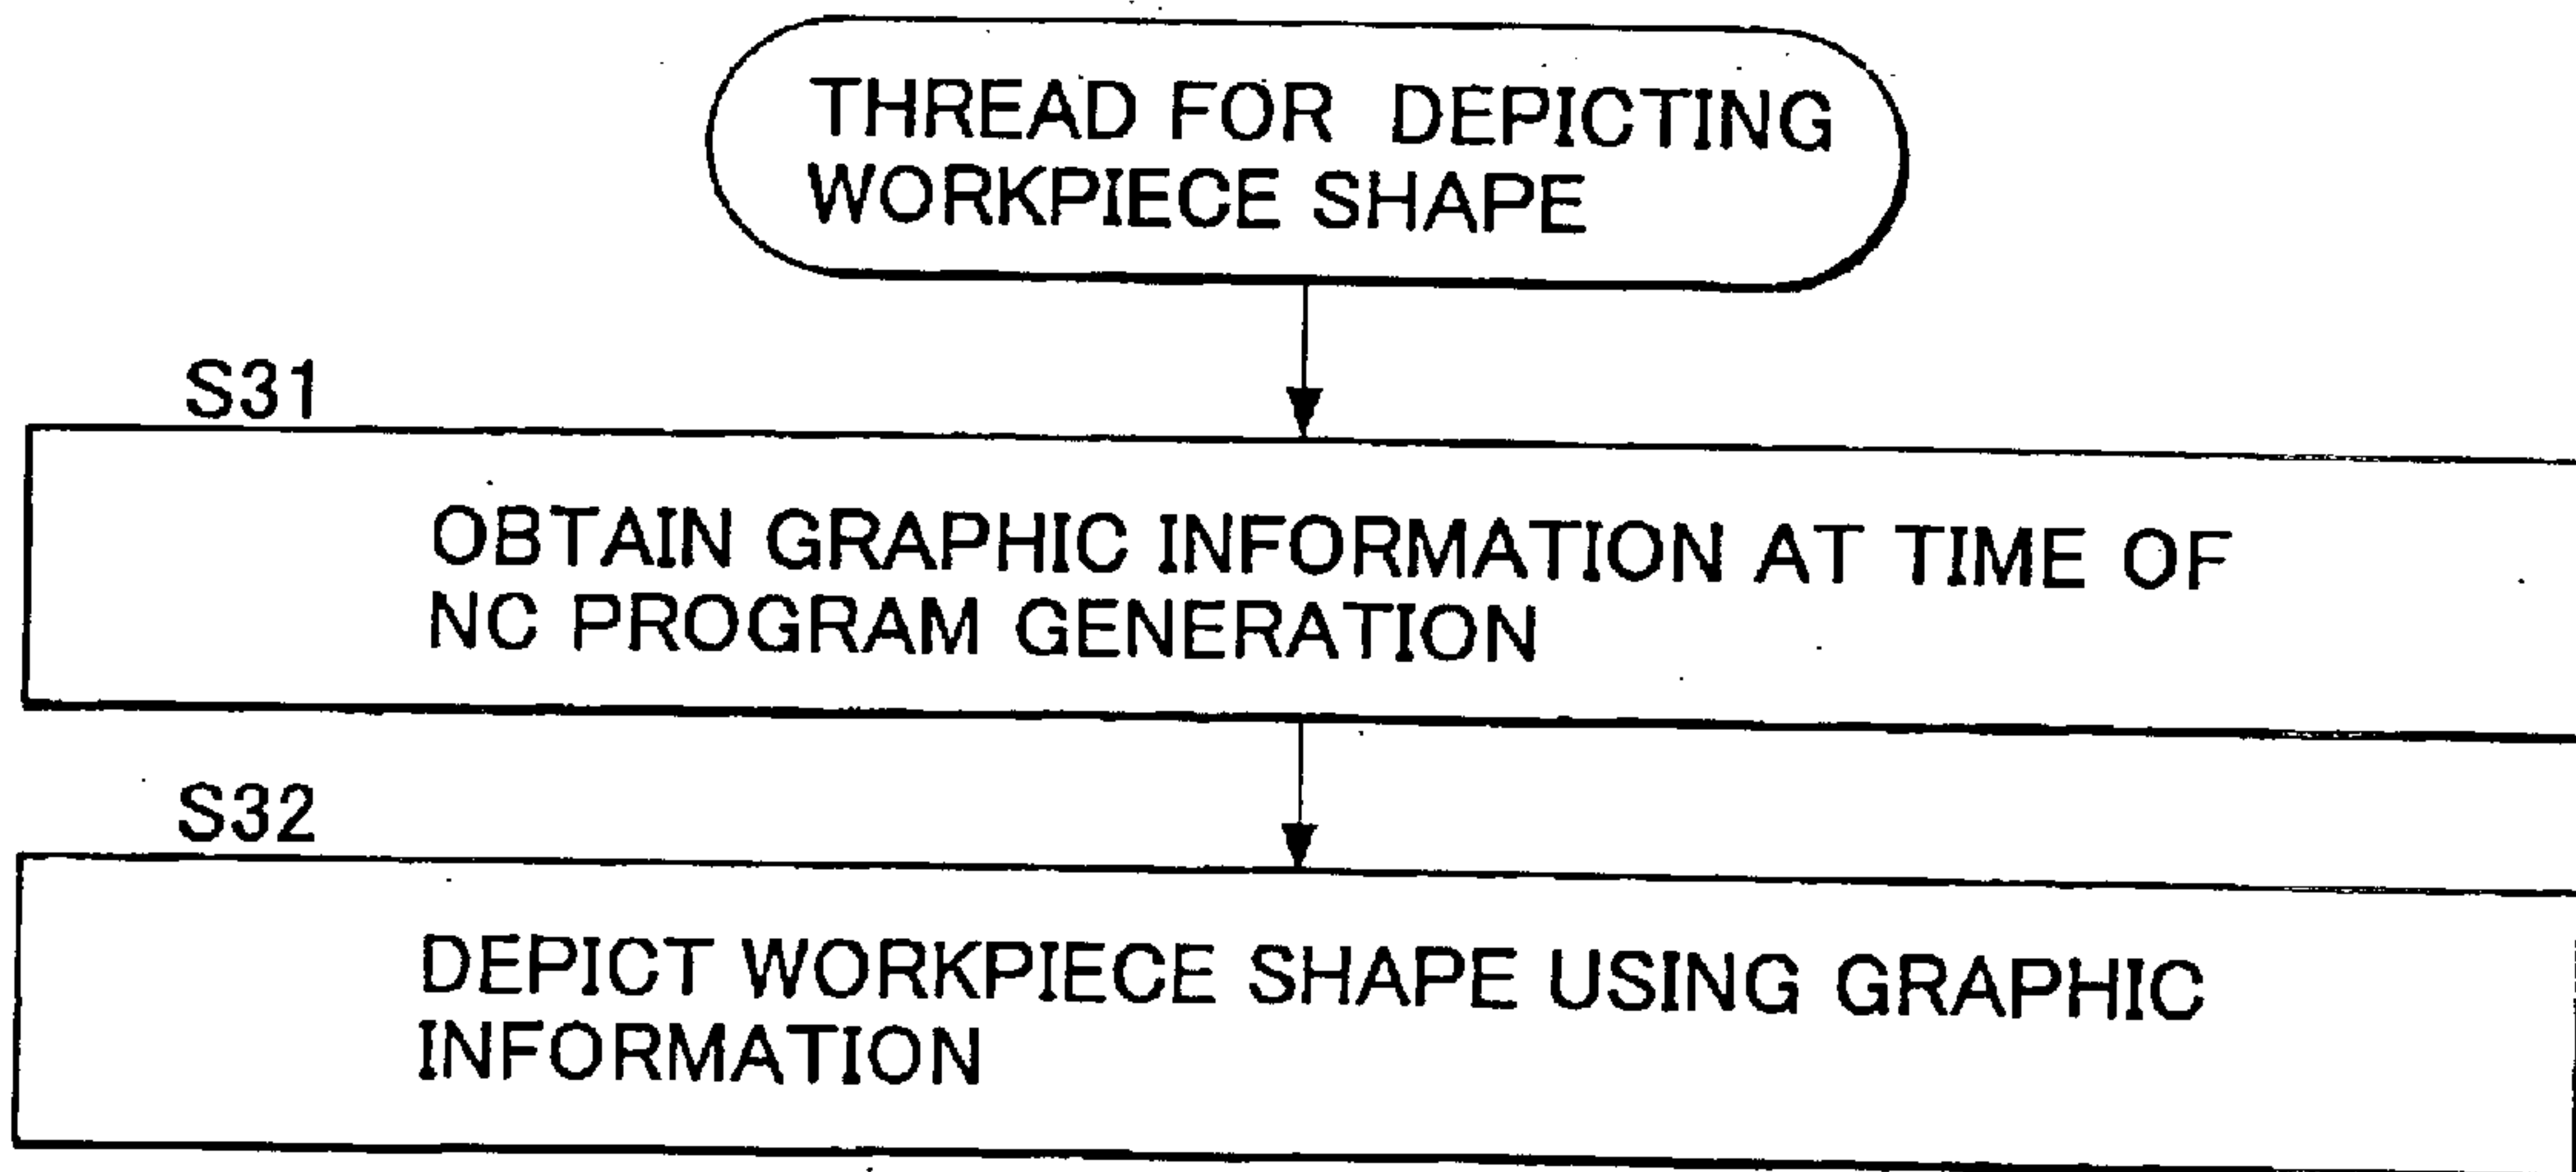 THREAD FOR DEPICTING
WORKPIECE SHAPE
S31
OBTAIN GRAPHIC INFORMATION AT TIME OF
NC PROGRAM GENERATION
S32
DEPICT WORKPIECE SHAPE USING GRAPHIC
INFORMATION